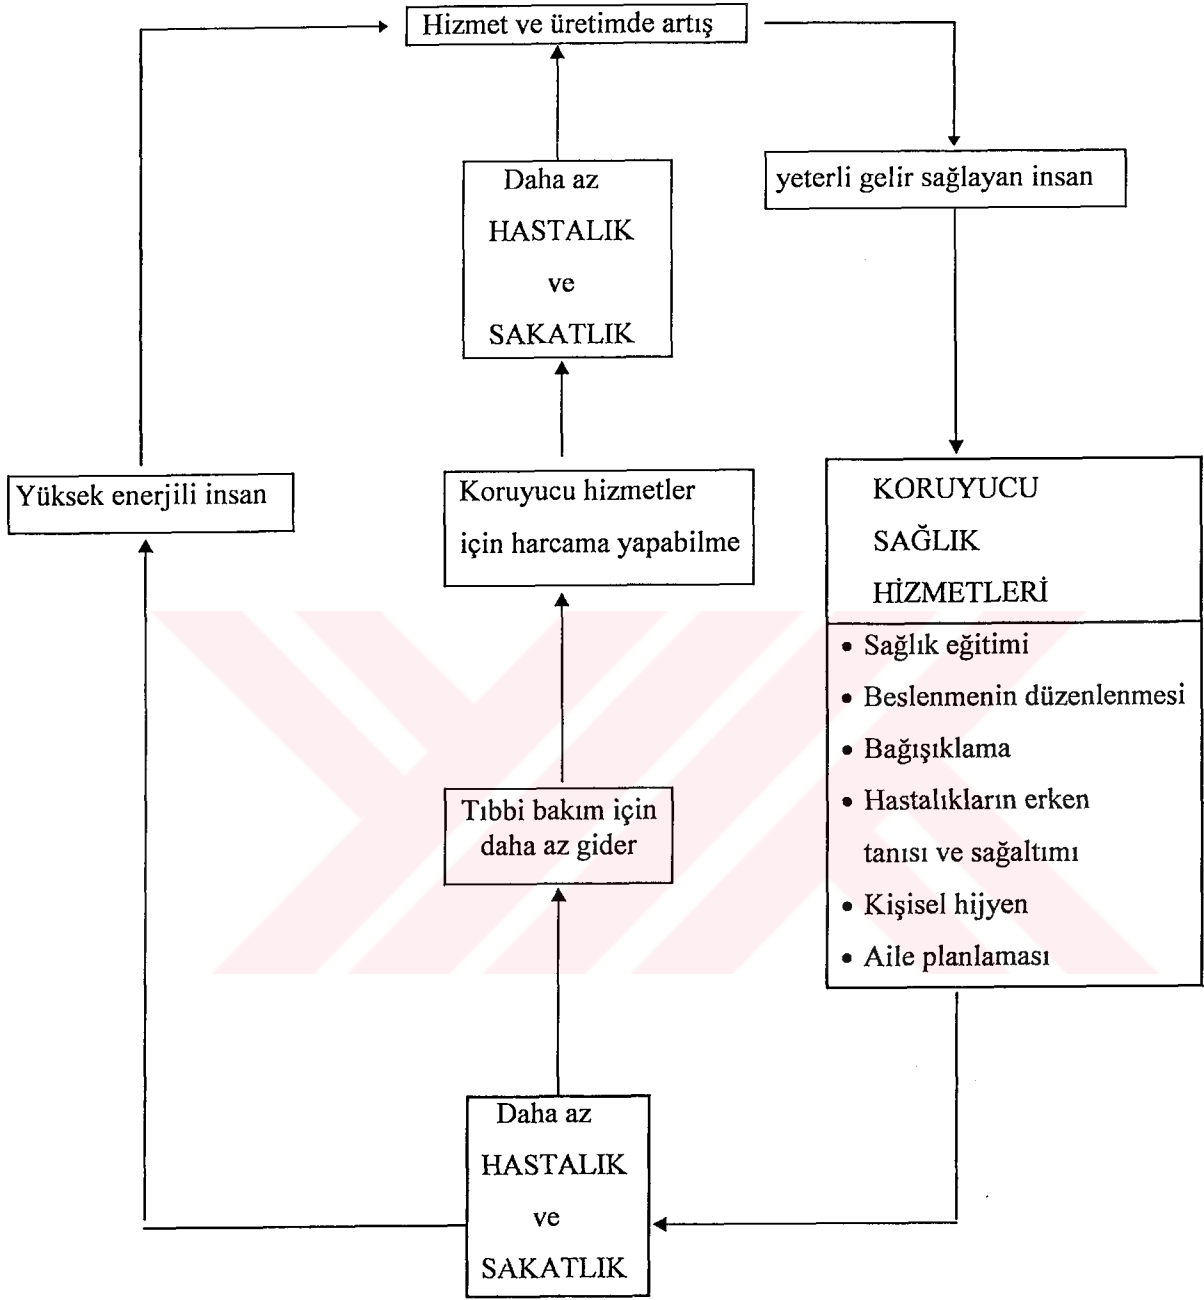 Hizmet ve üretimde artış
Daha az
HASTALIK
ve
SAKATLIK
yeterli gelir sağlayan insan
Yüksek enerjili insan
Koruyucu hizmetler
için harcama yapabilme
KORUYUCU
SAĞLIK
HİZMETLERİ
• Sağlık eğitimi
• Beslenmenin düzenlenmesi
• Bağışıklama
• Hastalıkların erken
tanısı ve sağaltımı
• Kişisel hijyen
• Aile planlaması
Tıbbi bakım için
daha az gider
Daha az
HASTALIK
ve
SAKATLIK